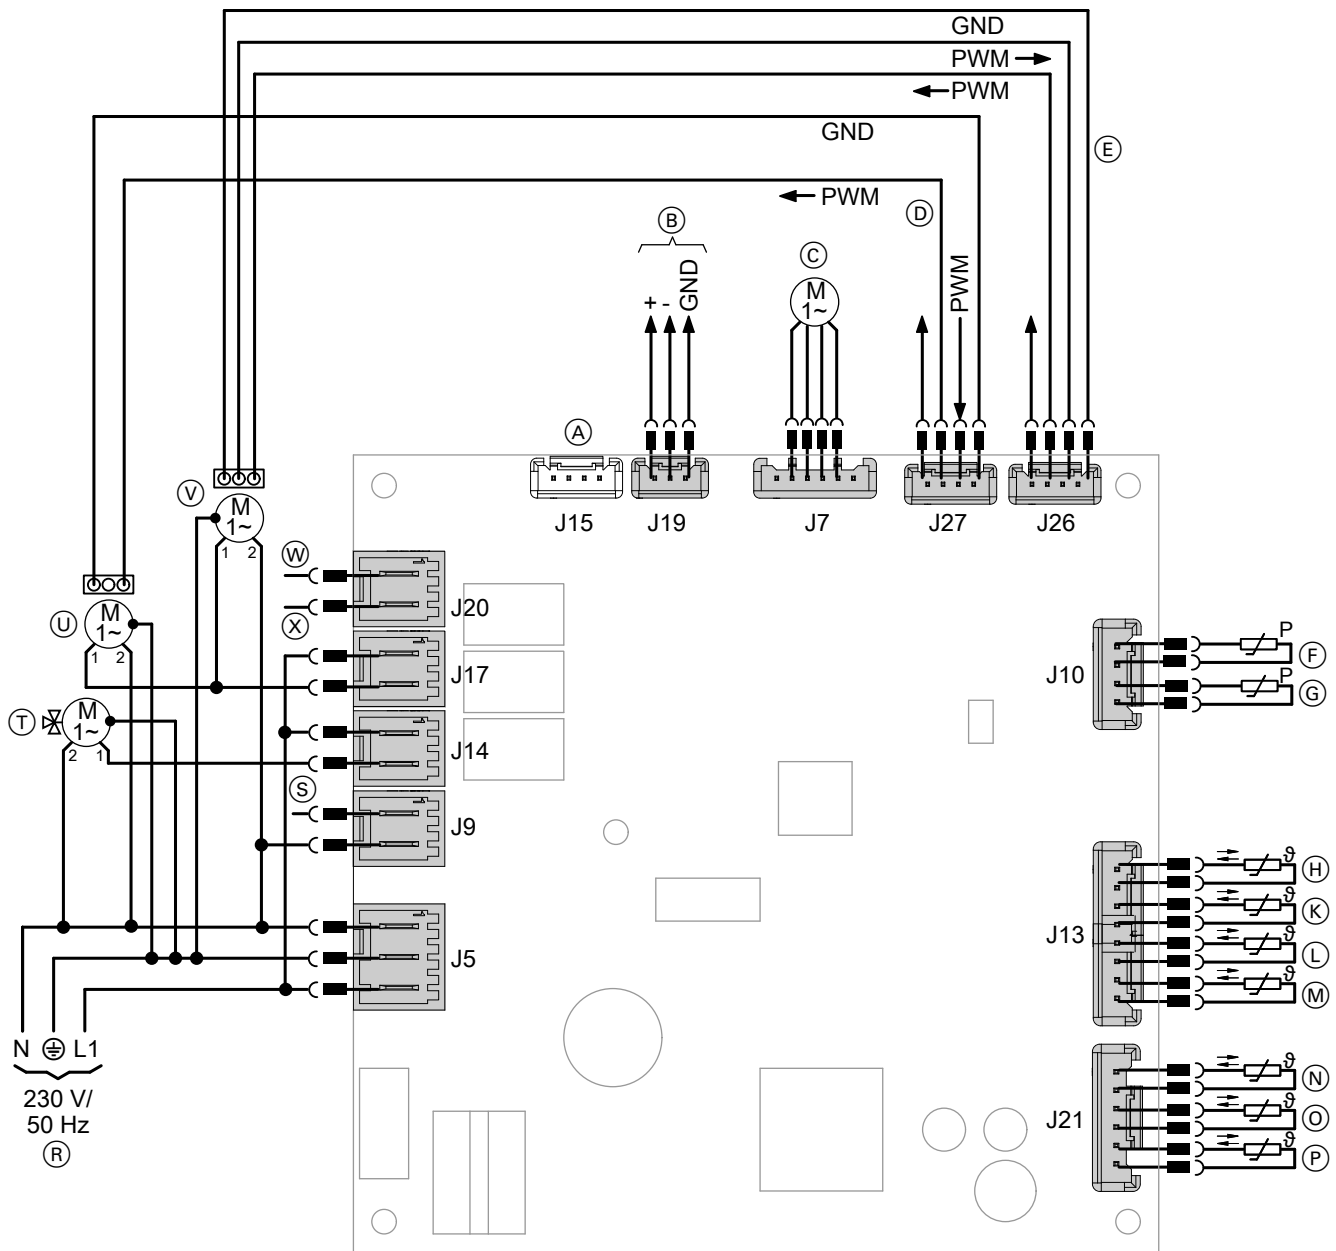 GND
PWM
PWM
GND
E
PWM
D
B
C
+ -
GND
M
1~
PWM
A
J15
J19
J7
J27
J26
V
M
1~
1 2
W
J20
X
U
M
1~
1 2
J17
T
M
1~
2 1
J14
S
J9
J5
N L1
230 V/
50 Hz
R
J10
P
F
P
G
J13
ϑ
H
ϑ
K
ϑ
L
ϑ
M
J21
ϑ
N
ϑ
O
ϑ
P